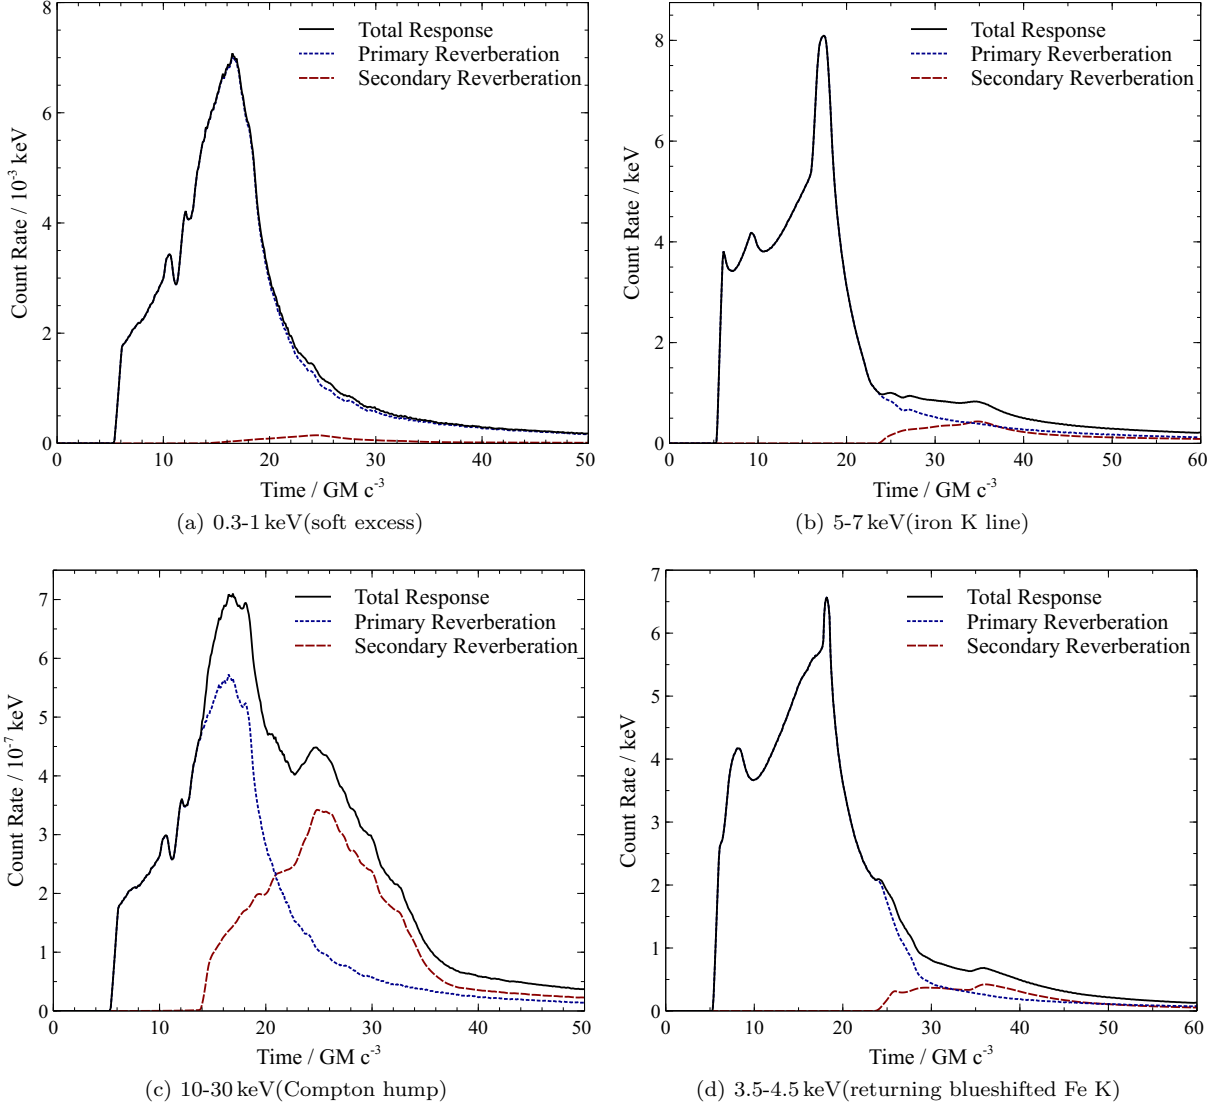 Total Response
Primary Reverberation
Secondary Reverberation
Count Rate / 10-3 keV
8
6
4
2
0
0 10 20 30 40 50
Time / GM c-3
(a) 0.3-1 keV(soft excess)
Total Response
Primary Reverberation
Secondary Reverberation
Count Rate / keV
8
6
4
2
0
0 10 20 30 40 50 60
Time / GM c-3
(b) 5-7 keV(iron K line)
Total Response
Primary Reverberation
Secondary Reverberation
Count Rate / 10-7 keV
7
6
5
4
3
2
1
0
0 10 20 30 40 50
Time / GM c-3
(c) 10-30 keV(Compton hump)
Total Response
Primary Reverberation
Secondary Reverberation
Count Rate / keV
7
6
5
4
3
2
1
0
0 10 20 30 40 50 60
Time / GM c-3
(d) 3.5-4.5 keV(returning blueshifted Fe K)